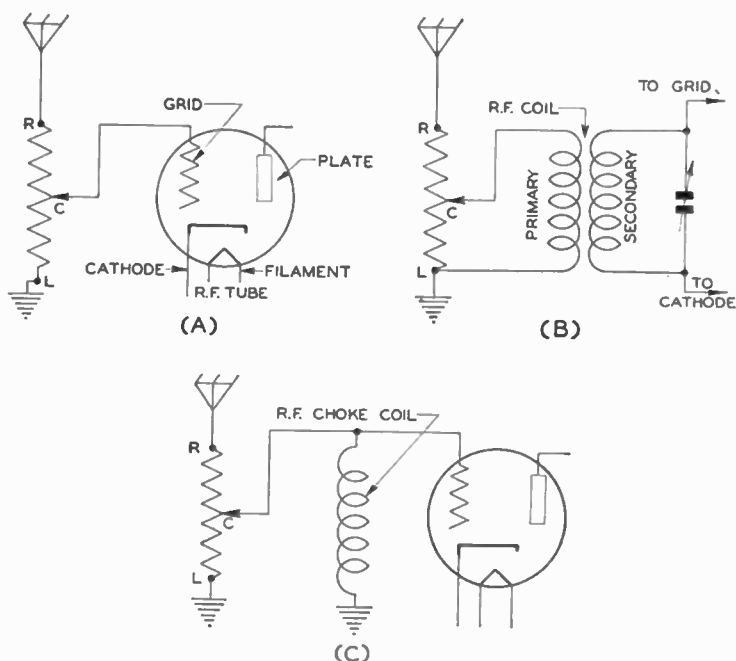 R
C
L
GRID
PLATE
CATHODE
FILAMENT
R.F. TUBE
(A)
R
C
L
R.F. COIL
PRIMARY
SECONDARY
TO GRID
TO
CATHODE
(B)
R
C
L
R.F. CHOKE COIL
(C)